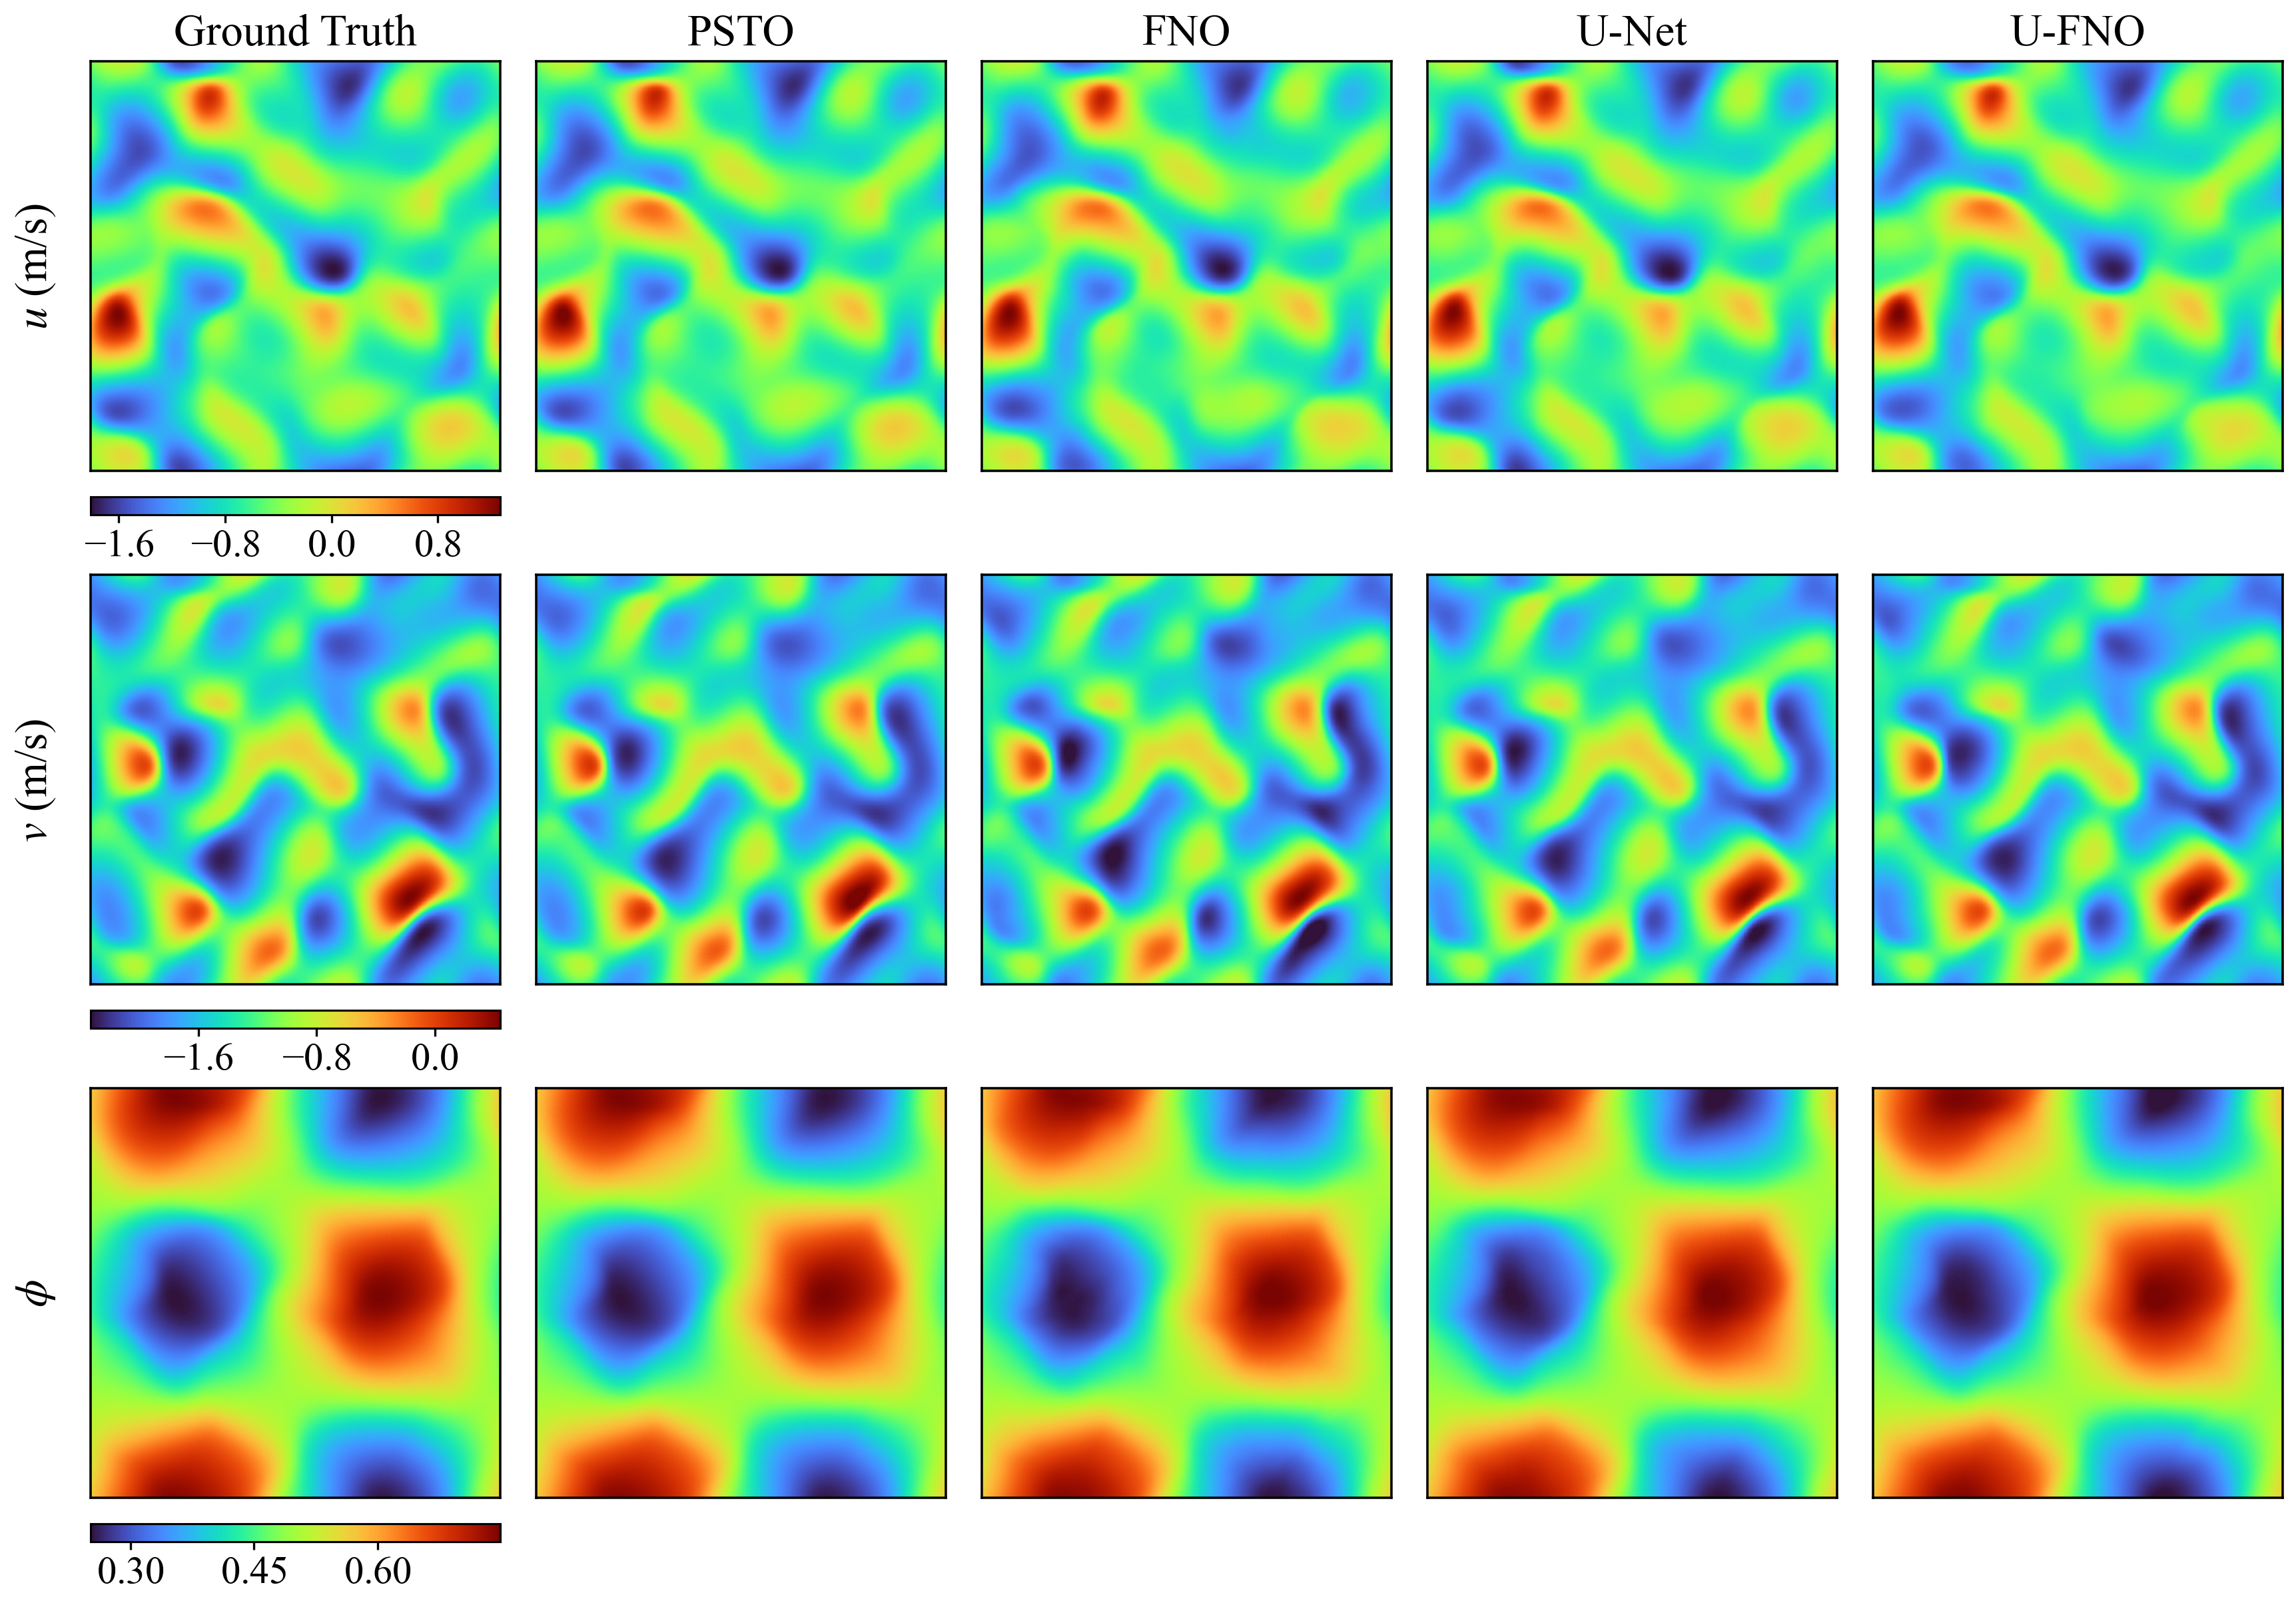 Ground Truth PSTO FNO U-Net U-FNO
u (m/s)
−1.6 −0.8 0.0 0.8
v (m/s)
−1.6 −0.8 0.0
ϕ
0.30 0.45 0.60